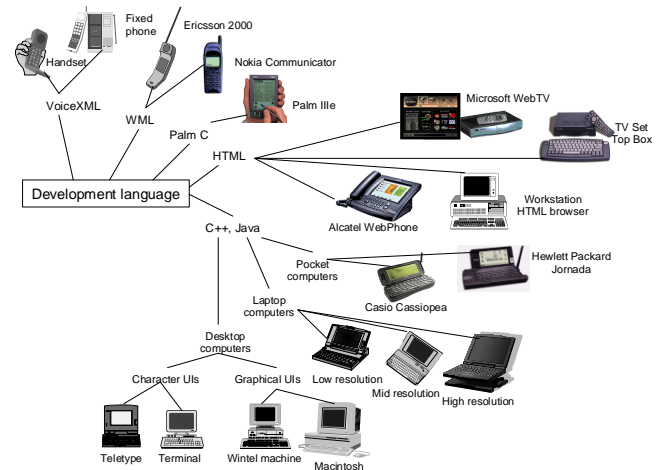 Fixed
phone
Ericsson 2000
Handset
Nokia Communicator
VoiceXML
WML
Palm IIIe
Microsoft WebTV
TV Set
Top Box
Palm C
HTML
Development language
Alcatel WebPhone
Workstation
HTML browser
C++, Java
Pocket
computers
Hewlett Packard
Jornada
Casio Cassiopea
Laptop
computers
Desktop
computers
Character UIs
Graphical UIs
Low resolution
Mid resolution
High resolution
Teletype
Terminal
Wintel machine
Macintosh